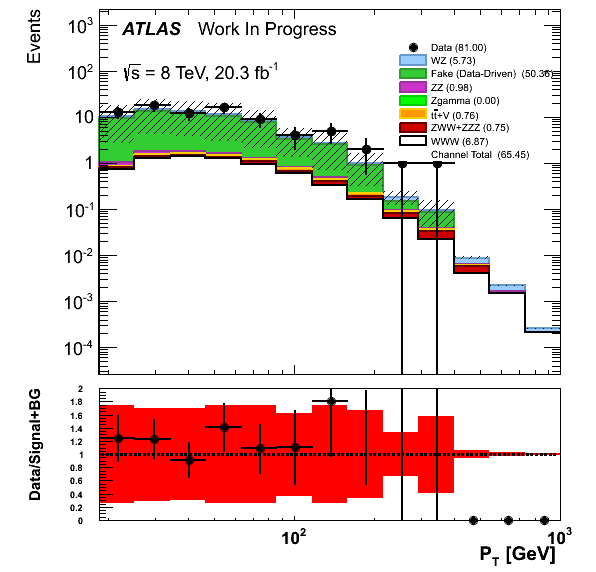 ATLAS Work In Progress
√s = 8 TeV, 20.3 fb⁻¹
Events
10³
10²
10
1
10⁻¹
10⁻²
10⁻³
10⁻⁴
Data (81.00)
WZ (5.73)
Fake (Data-Driven) (50.36)
ZZ (0.98)
Zgamma (0.00)
tt̄+V (0.76)
ZWW+ZZZ (0.75)
WWW (6.87)
Channel Total (65.45)
Data/Signal+BG
2
1.8
1.6
1.4
1.2
1
0.8
0.6
0.4
0.2
0
10² 10³
P_T [GeV]